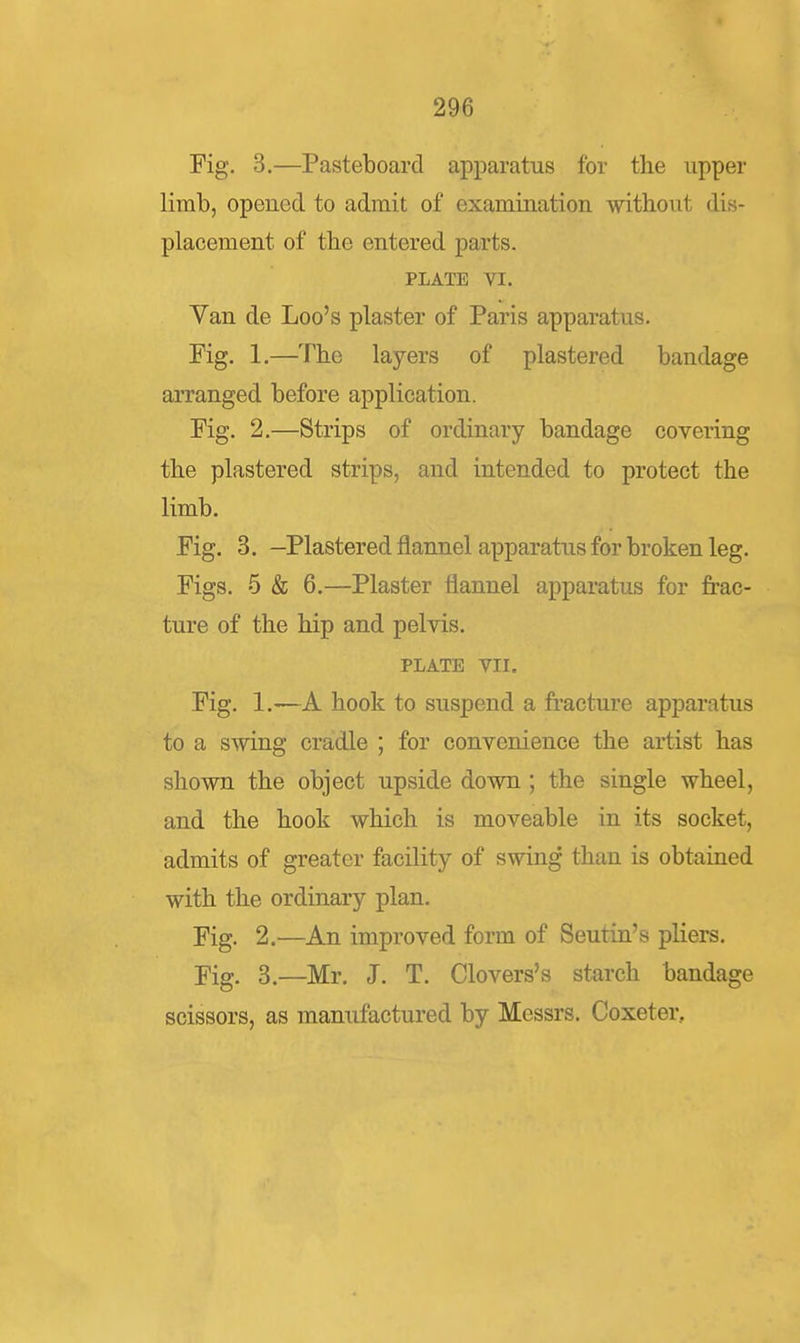 296
Fig. 3.—Pasteboard apparatus for the upper
limb, opened to admit of examination without dis-
placement of the entered parts.
PLATE VI.
Van de Loo's plaster of Paris apparatus.
Fig. 1.—The layers of plastered bandage
arranged before application.
Fig. 2.—Strips of ordinary bandage covering
the plastered strips, and intended to protect the
limb.
Fig. 3. -Plastered flannel apparatus for broken leg.
Figs. 5 & 6.—Plaster flannel apparatus for frac-
ture of the hip and pelvis.
PLATE VII.
Fig. 1.—A hook to suspend a fracture apparatus
to a swing cradle ; for convenience the artist has
shown the object upside down ; the single wheel,
and the hook which is moveable in its socket,
admits of greater facility of swing than is obtained
with the ordinary plan.
Fig. 2.—An improved form of Seutin's pliers.
Fig. 3.—Mr. J. T. Clovers's starch bandage
scissors, as manufactured by Messrs. Coxeter.